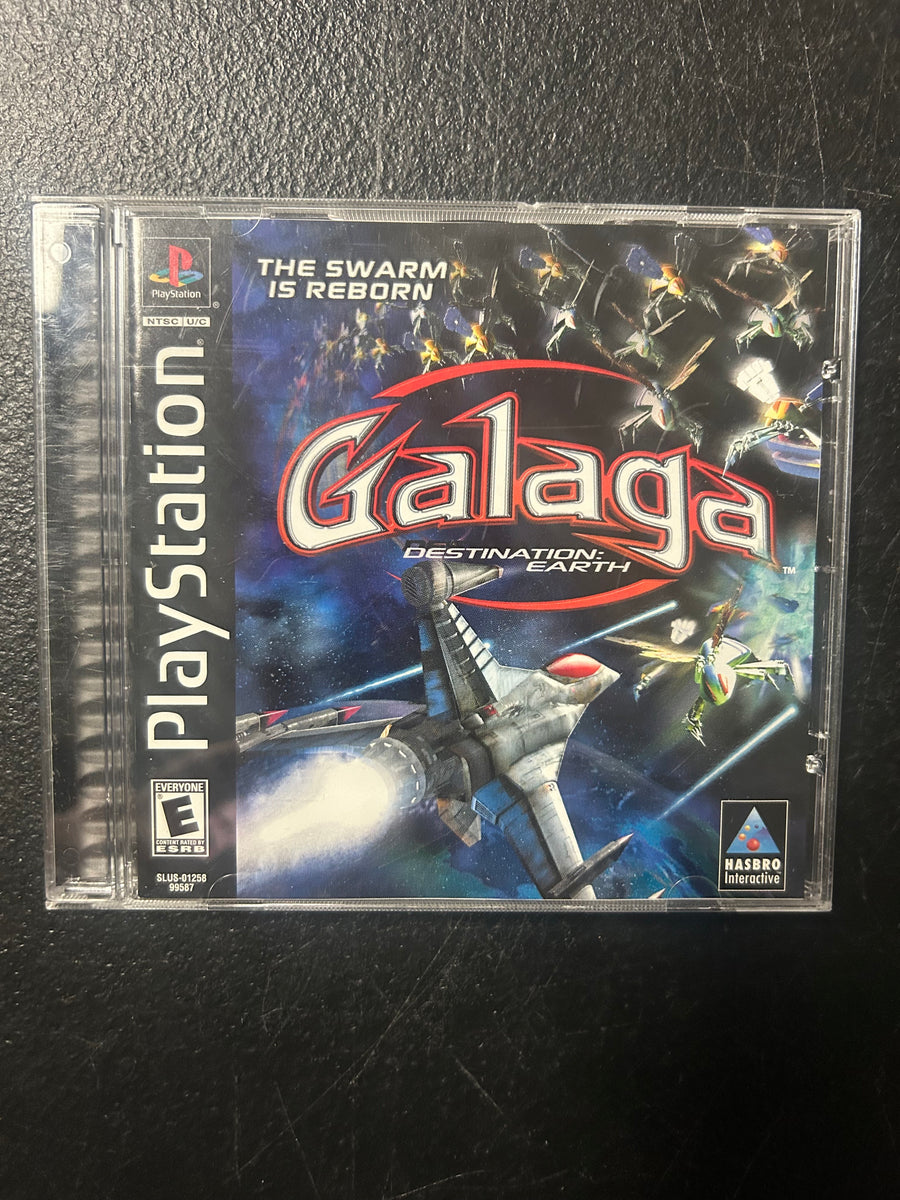 PlayStation
®
NTSC U/C
PlayStation®
THE SWARM
IS REBORN
Galaga
DESTINATION:
EARTH
™
EVERYONE
E
®
CONTENT RATED BY
ESRB
SLUS-01258
99587
HASBRO
Interactive